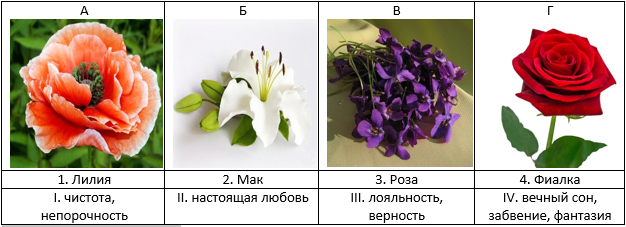 А Б В Г
1. Лилия 2. Мак 3. Роза 4. Фиалка
I. чистота, II. настоящая любовь III. лояльность, IV. вечный сон,
непорочность верность забвение, фантазия